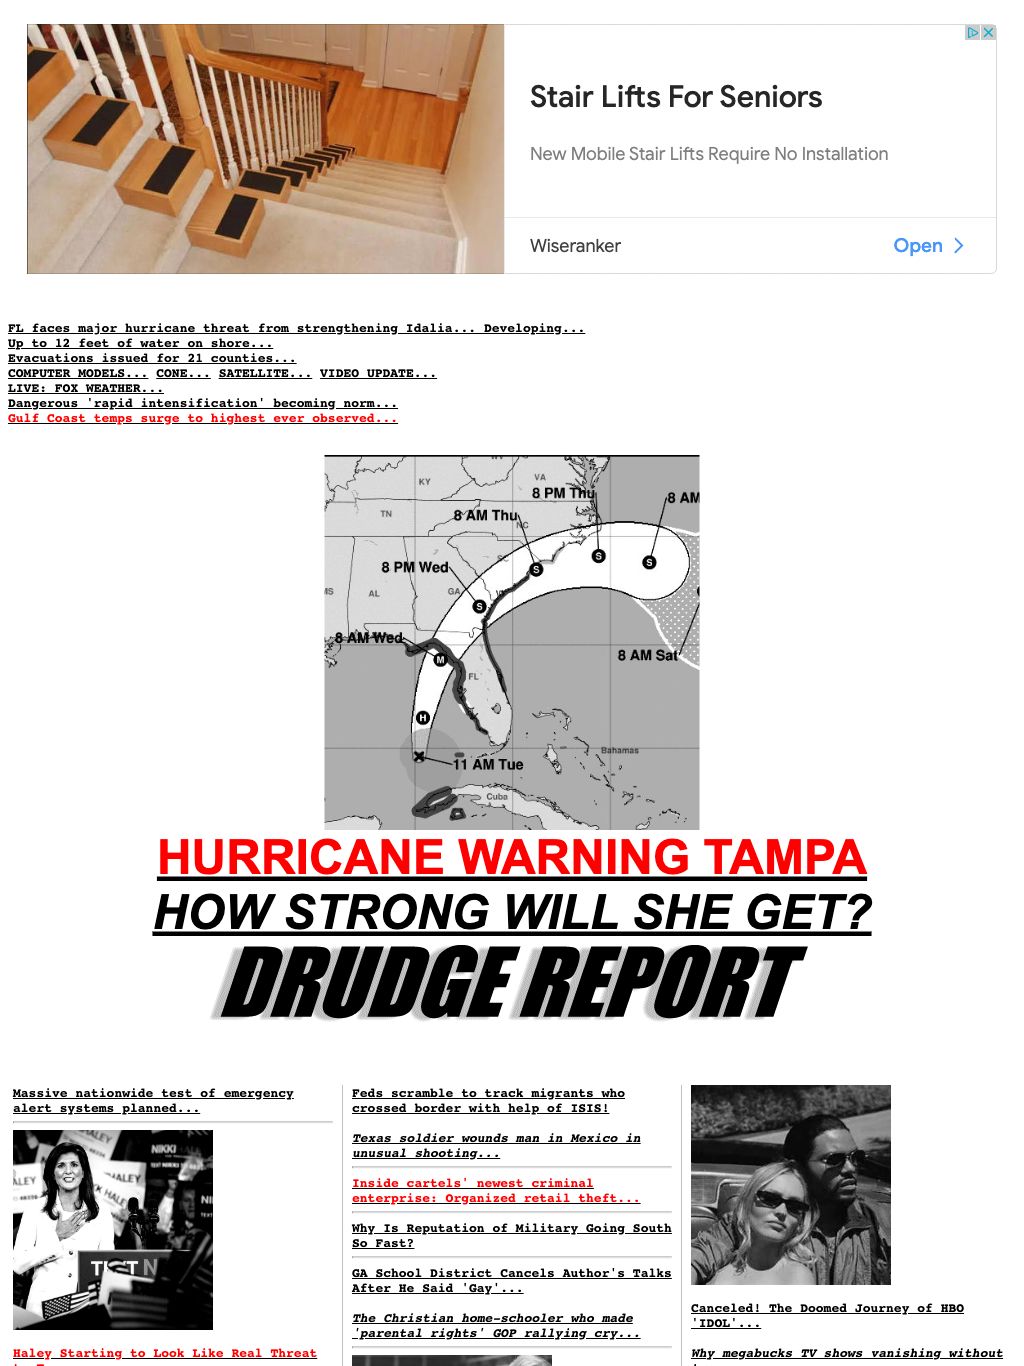 Stair Lifts For Seniors
New Mobile Stair Lifts Require No Installation
Wiseranker
Open
FL faces major hurricane threat from strengthening Idalia... Developing...
Up to 12 feet of water on shore...
Evacuations issued for 21 counties...
COMPUTER MODELS... CONE... SATELLITE... VIDEO UPDATE...
LIVE: FOX WEATHER...
Dangerous 'rapid intensification' becoming norm...
Gulf Coast temps surge to highest ever observed...
KY
VA
8 PM Thu
8 AM
TN
8 AM Thu
NC
8 PM Wed
SC
MS
AL
GA
8 AM Wed
M
S
S
S
S
8 AM Sat
FL
H
Bahamas
11 AM Tue
Cuba
HURRICANE WARNING TAMPA
HOW STRONG WILL SHE GET?
DRUDGE REPORT
Massive nationwide test of emergency
alert systems planned...
NIKKI
HALEY
Haley Starting to Look Like Real Threat
Feds scramble to track migrants who
crossed border with help of ISIS!
Texas soldier wounds man in Mexico in
unusual shooting...
Inside cartels' newest criminal
enterprise: Organized retail theft...
Why Is Reputation of Military Going South
So Fast?
GA School District Cancels Author's Talks
After He Said 'Gay'...
The Christian home-schooler who made
'parental rights' GOP rallying cry...
Canceled! The Doomed Journey of HBO
'IDOL'...
Why megabucks TV shows vanishing without